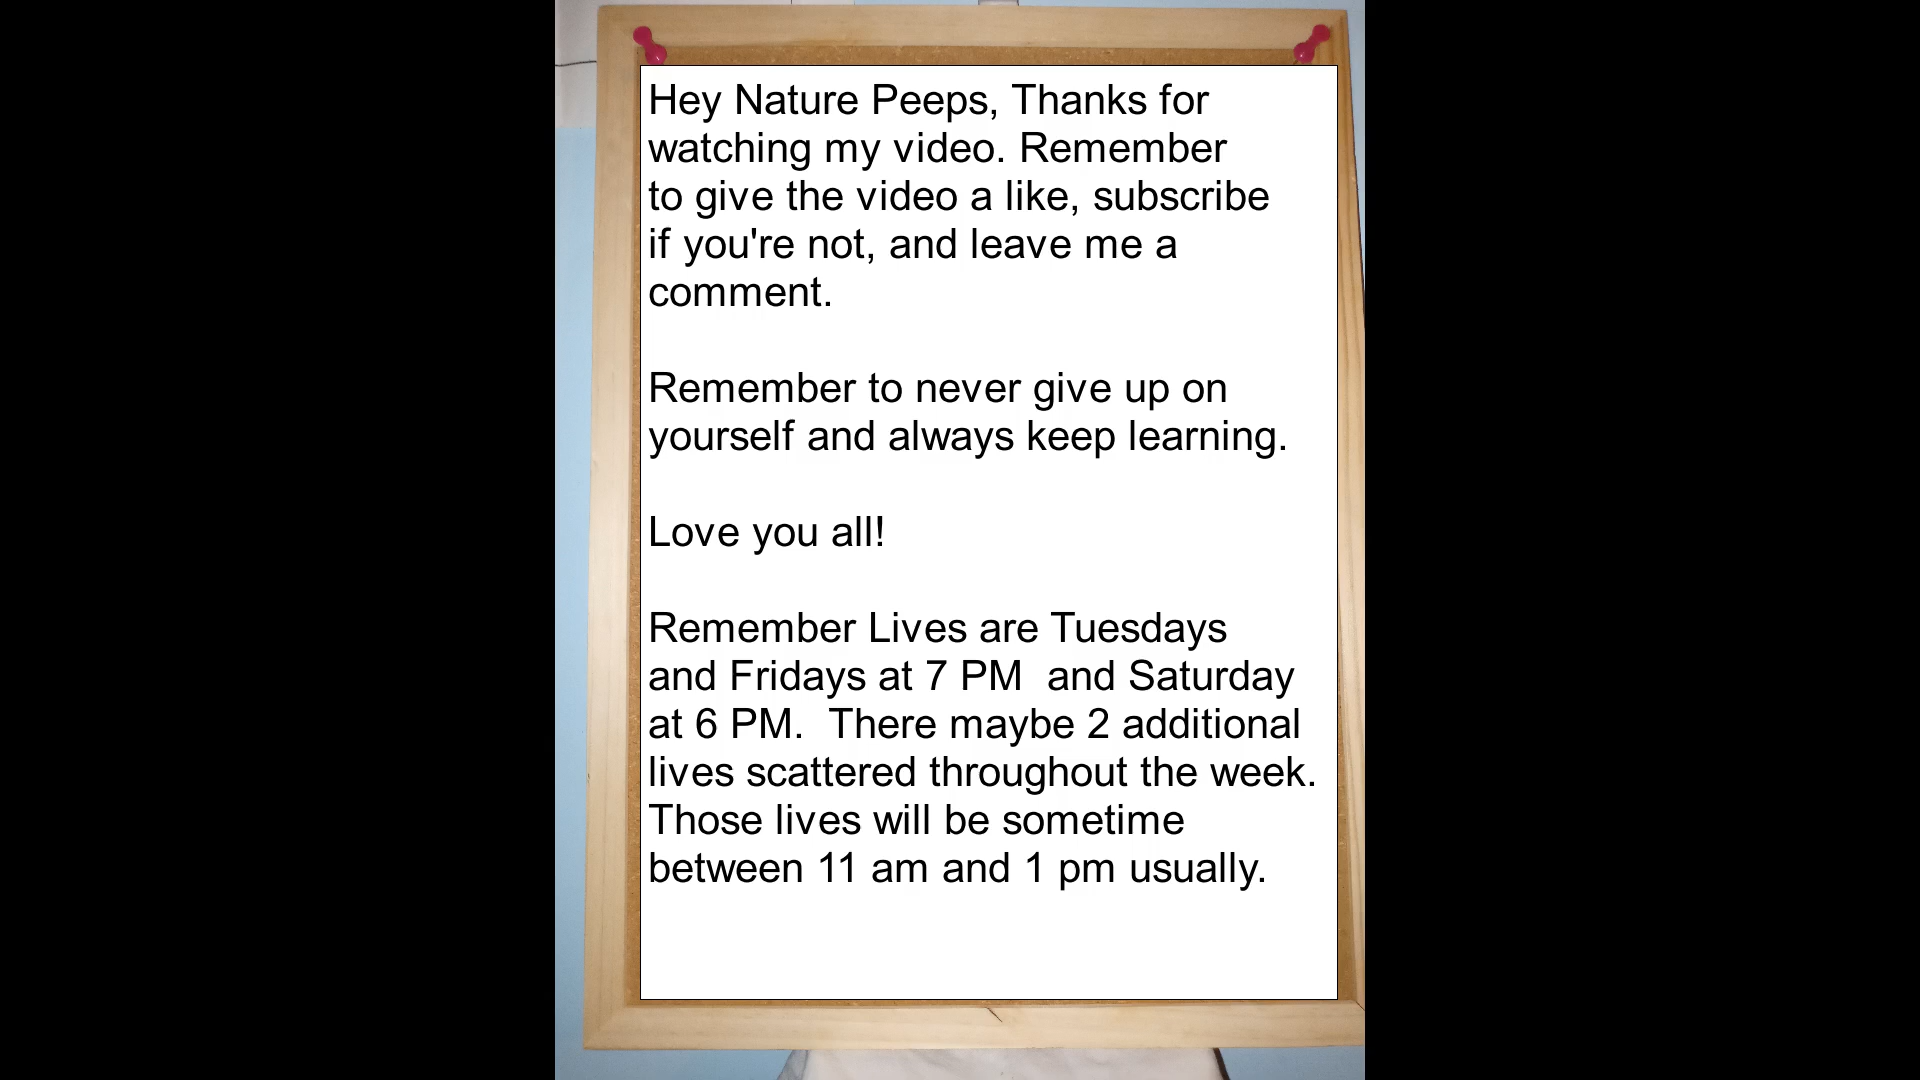 Hey Nature Peeps, Thanks for
watching my video. Remember
to give the video a like, subscribe
if you're not, and leave me a
comment.
Remember to never give up on
yourself and always keep learning.
Love you all!
Remember Lives are Tuesdays
and Fridays at 7 PM  and Saturday
at 6 PM.  There maybe 2 additional
lives scattered throughout the week.
Those lives will be sometime
between 11 am and 1 pm usually.